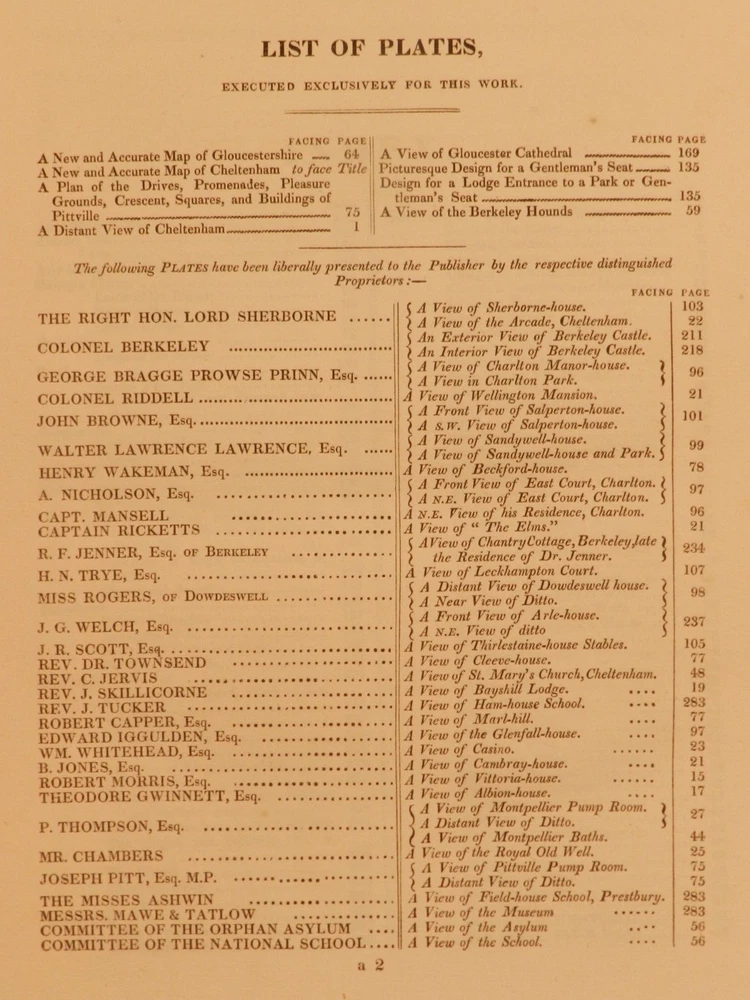 LIST OF PLATES,
EXECUTED EXCLUSIVELY FOR THIS WORK.
FACING PAGE
A New and Accurate Map of Gloucestershire 64
A New and Accurate Map of Cheltenham to face Title
A Plan of the Drives, Promenades, Pleasure
Grounds, Crescent, Squares, and Buildings of
Pittville 75
A Distant View of Cheltenham 1
FACING PAGE
A View of Gloucester Cathedral 169
Picturesque Design for a Gentleman's Seat 135
Design for a Lodge Entrance to a Park or Gen-
tleman's Seat 135
A View of the Berkeley Hounds 59
The following PLATES have been liberally presented to the Publisher by the respective distinguished
Proprietors :—
FACING PAGE
THE RIGHT HON. LORD SHERBORNE ...... A View of Sherborne-house. 103
A View of the Arcade, Cheltenham. 22
COLONEL BERKELEY ...... An Exterior View of Berkeley Castle. 211
An Interior View of Berkeley Castle. 218
GEORGE BRAGGE PROWSE PRINN, Esq. ...... A View of Charlton Manor-house.
A View in Charlton Park. 96
COLONEL RIDDELL ...... A View of Wellington Mansion. 21
JOHN BROWNE, Esq. ...... A Front View of Salperton-house.
A S.W. View of Salperton-house. 101
WALTER LAWRENCE LAWRENCE, Esq. ...... A View of Sandywell-house.
A View of Sandywell-house and Park. 99
HENRY WAKEMAN, Esq. ...... A View of Beckford-house. 78
A. NICHOLSON, Esq. ...... A Front View of East Court, Charlton.
A N.E. View of East Court, Charlton. 97
CAPT. MANSELL ...... A N.E. View of his Residence, Charlton. 96
CAPTAIN RICKETTS ...... A View of "The Elms." 21
R. F. JENNER, Esq. OF BERKELEY ...... A View of Chantry Cottage, Berkeley, late
the Residence of Dr. Jenner. 234
H. N. TRYE, Esq. ...... A View of Leckhampton Court. 107
MISS ROGERS, OF DOWDESWELL ...... A Distant View of Dowdeswell house.
A Near View of Ditto. 98
J. G. WELCH, Esq. ...... A Front View of Arle-house.
A N.E. View of ditto 237
J. R. SCOTT, Esq. ...... A View of Thirlestaine-house Stables. 105
REV. DR. TOWNSEND ...... A View of Cleeve-house. 77
REV. C. JERVIS ...... A View of St. Mary's Church, Cheltenham. 48
REV. J. SKILLICORNE ...... A View of Bayshill Lodge. .... 19
REV. J. TUCKER ...... A View of Ham-house School. .... 283
ROBERT CAPPER, Esq. ...... A View of Marl-hill. .... 77
EDWARD IGGULDEN, Esq. ...... A View of the Glenfall-house. .... 97
WM. WHITEHEAD, Esq. ...... A View of Casino. ...... 23
B. JONES, Esq. ...... A View of Cambray-house. .... 21
ROBERT MORRIS, Esq. ...... A View of Vittoria-house. ...... 15
THEODORE GWINNETT, Esq. ...... A View of Albion-house. .... 17
P. THOMPSON, Esq. ...... A View of Montpellier Pump Room.
A Distant View of Ditto. 27
A View of Montpellier Baths. 44
MR. CHAMBERS ...... A View of the Royal Old Well. 25
JOSEPH PITT, Esq. M.P. ...... A View of Pittville Pump Room. 75
A Distant View of Ditto. 75
THE MISSES ASHWIN ...... A View of Field-house School, Prestbury. 283
MESSRS. MAWE & TATLOW ...... A View of the Museum ...... 283
COMMITTEE OF THE ORPHAN ASYLUM .... A View of the Asylum .... 56
COMMITTEE OF THE NATIONAL SCHOOL .... A View of the School. .... 56
a 2